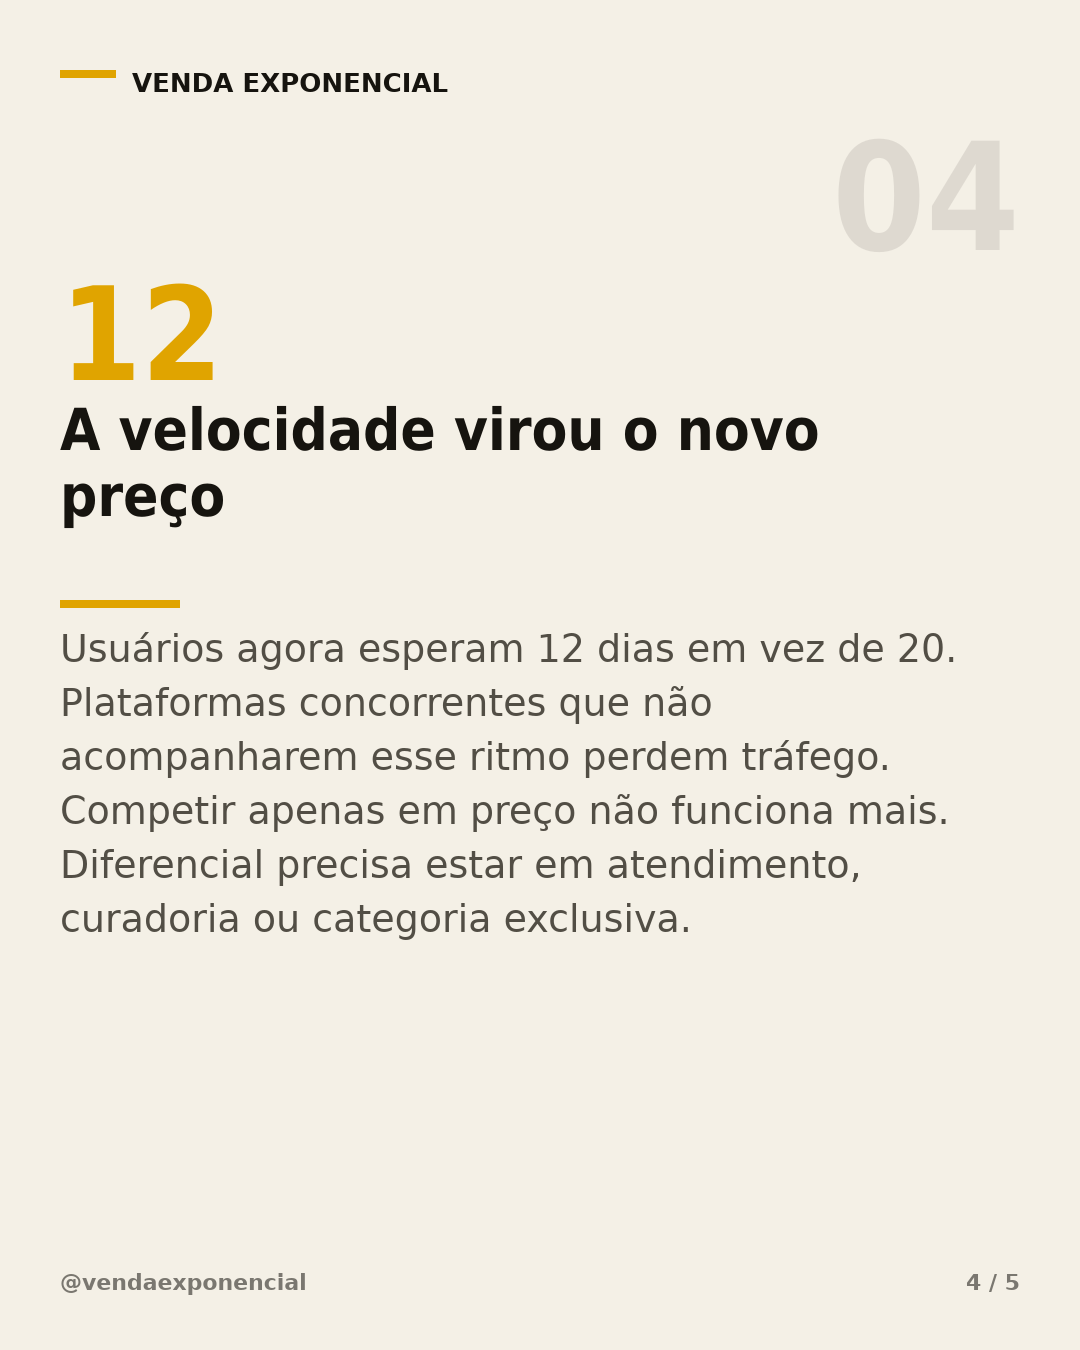 VENDA EXPONENCIAL
04
12
A velocidade virou o novo
preço
Usuários agora esperam 12 dias em vez de 20.
Plataformas concorrentes que não
acompanharem esse ritmo perdem tráfego.
Competir apenas em preço não funciona mais.
Diferencial precisa estar em atendimento,
curadoria ou categoria exclusiva.
@vendaexponencial
4 / 5